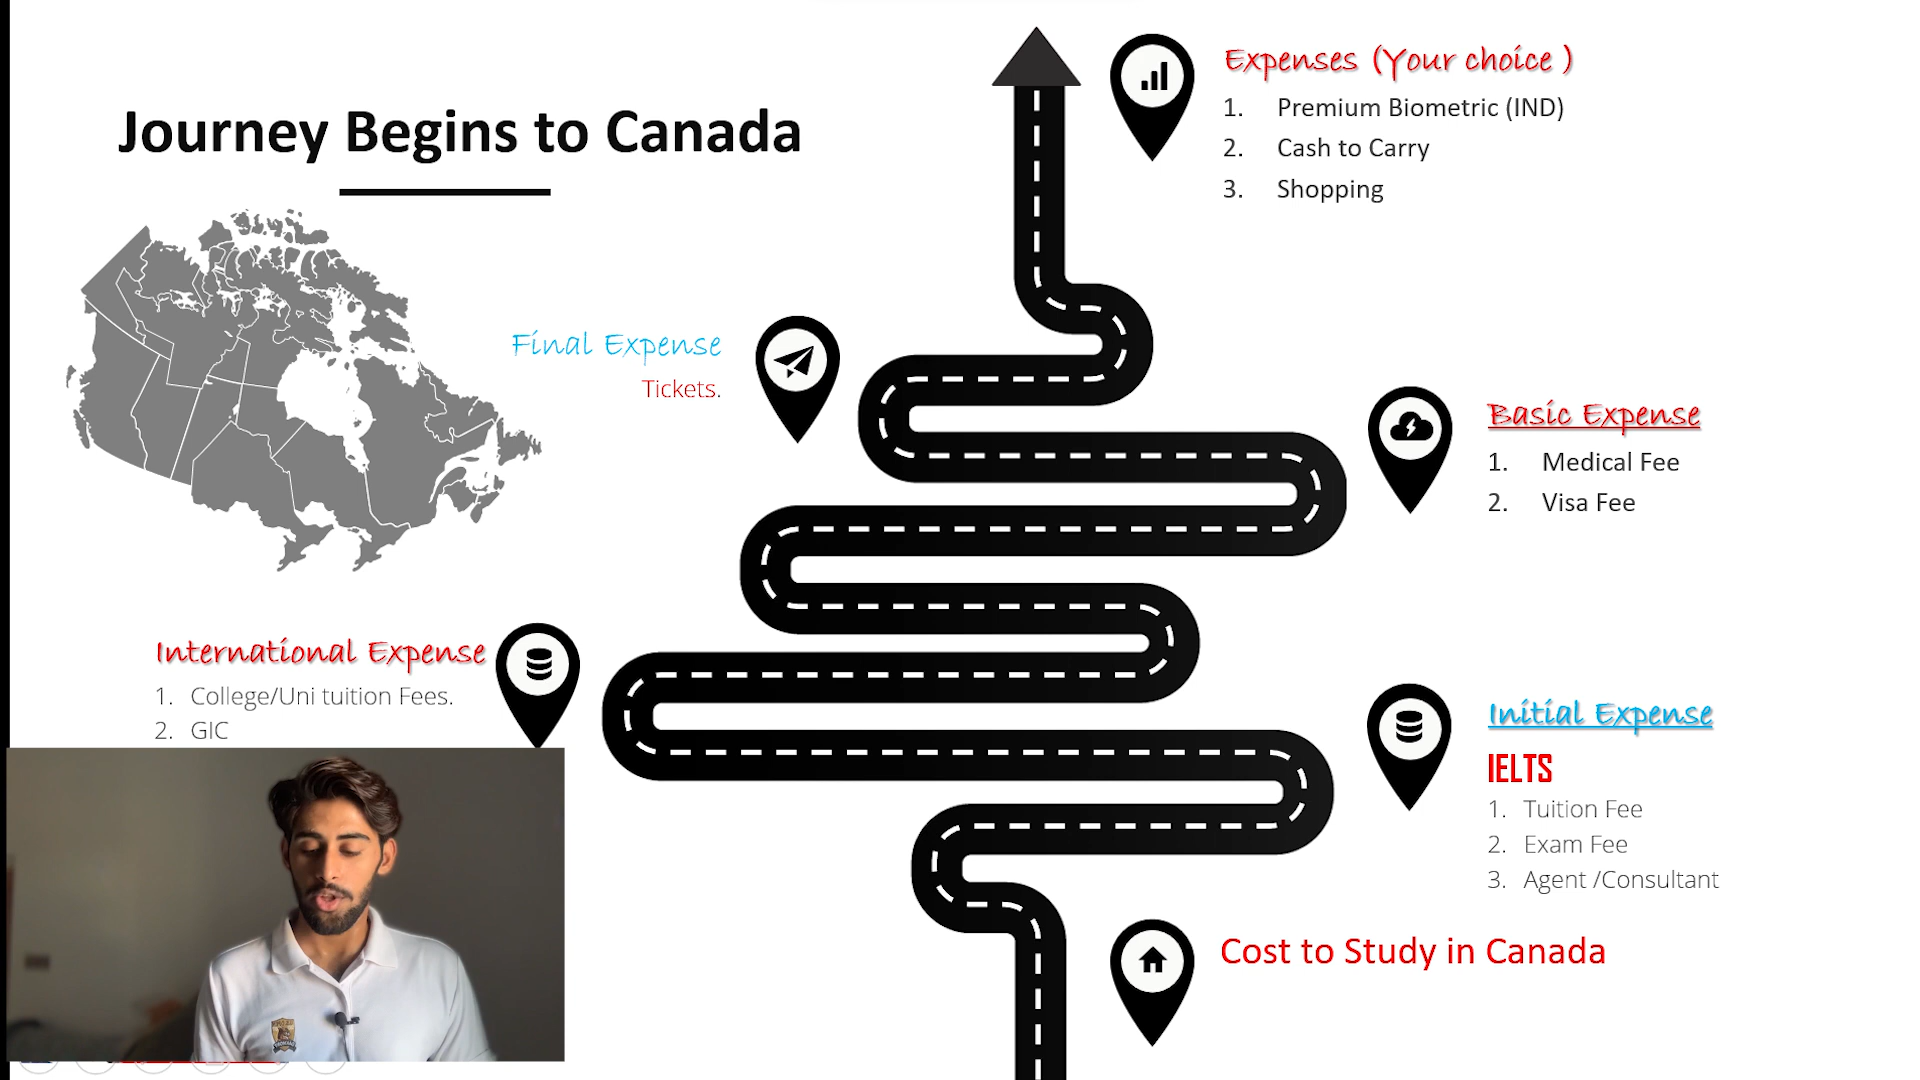 Journey Begins to Canada
Expenses (Your choice )
1. Premium Biometric (IND)
2. Cash to Carry
3. Shopping
Final Expense
Tickets.
Basic Expense
1. Medical Fee
2. Visa Fee
International Expense
1. College/Uni tuition Fees.
2. GIC
Initial Expense
IELTS
1. Tuition Fee
2. Exam Fee
3. Agent /Consultant
Cost to Study in Canada